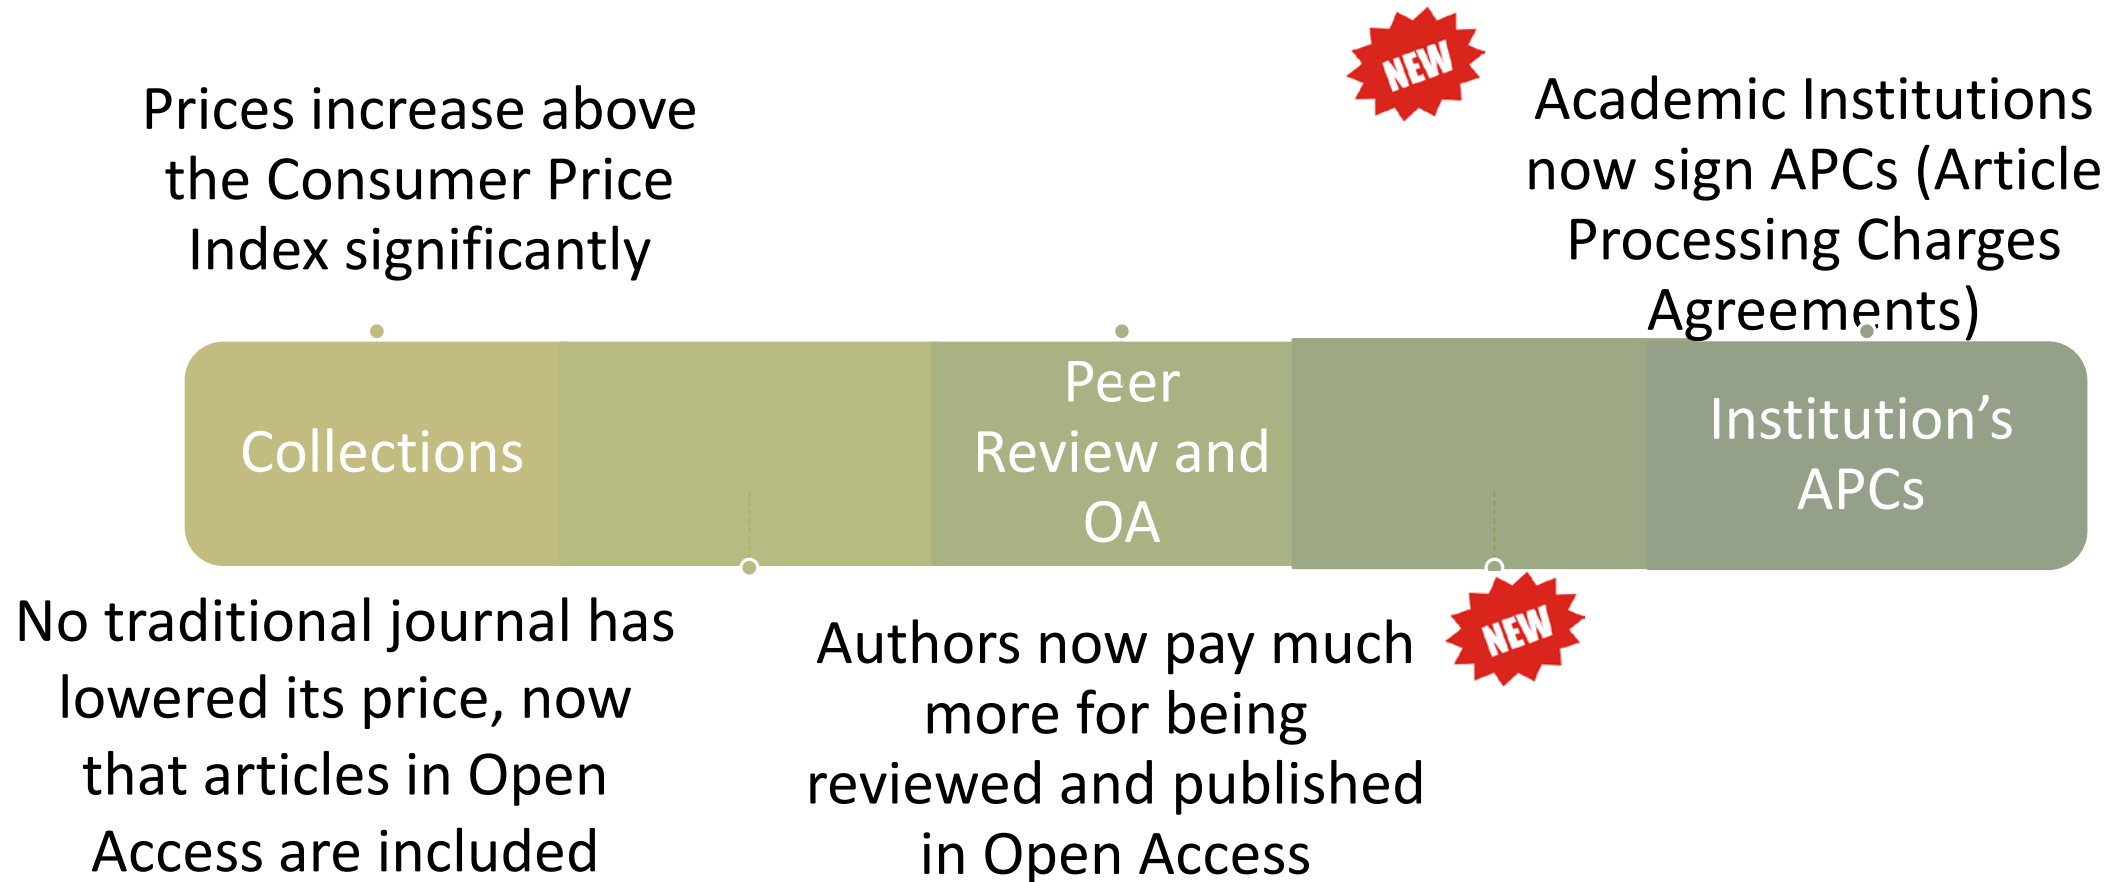 Prices increase above
the Consumer Price
Index significantly
NEW
Academic Institutions
now sign APCs (Article
Processing Charges
Agreements)
Collections
Peer
Review and
OA
Institution’s
APCs
No traditional journal has
lowered its price, now
that articles in Open
Access are included
Authors now pay much
more for being
reviewed and published
in Open Access
NEW